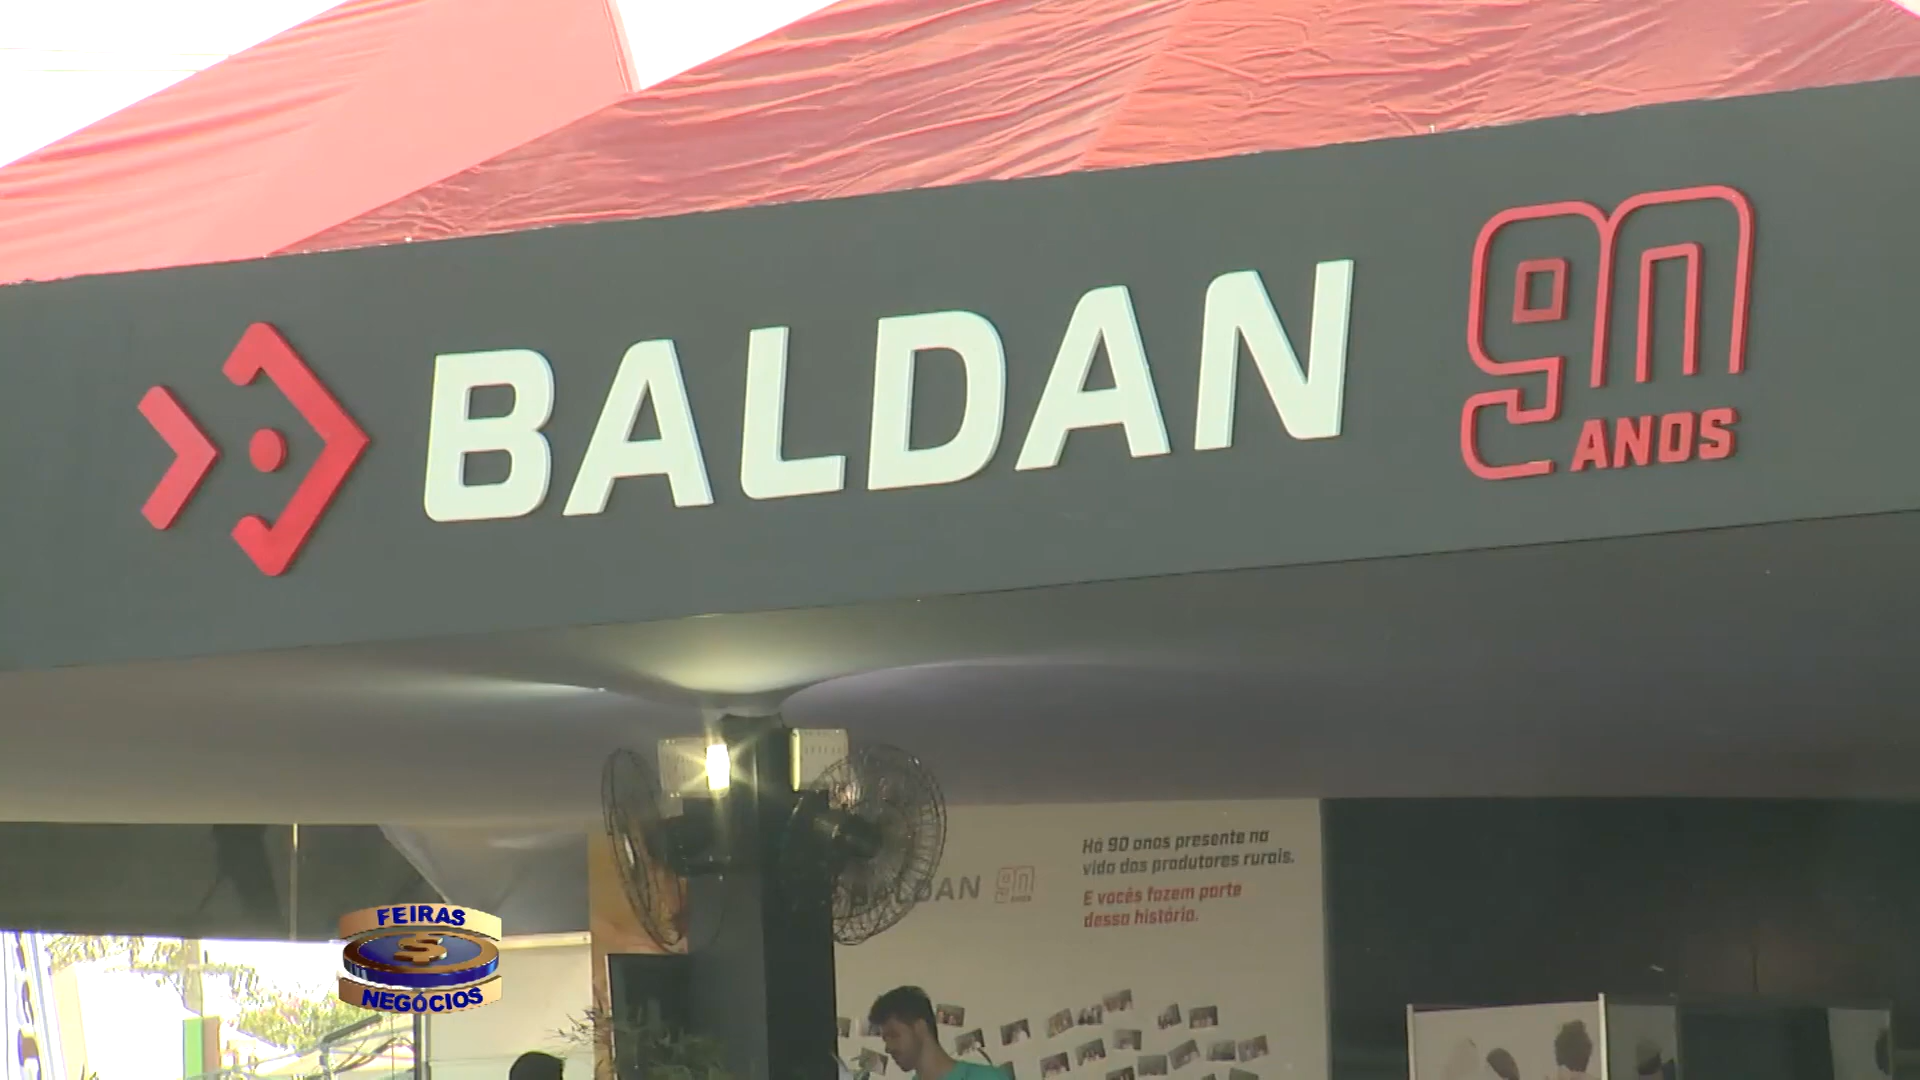 BALDAN 90
ANOS
Há 90 anos presente na
vida dos produtores rurais.
BALDAN 90
ANOS
E vocês fazem parte
dessa história.
FEIRAS
$
NEGÓCIOS